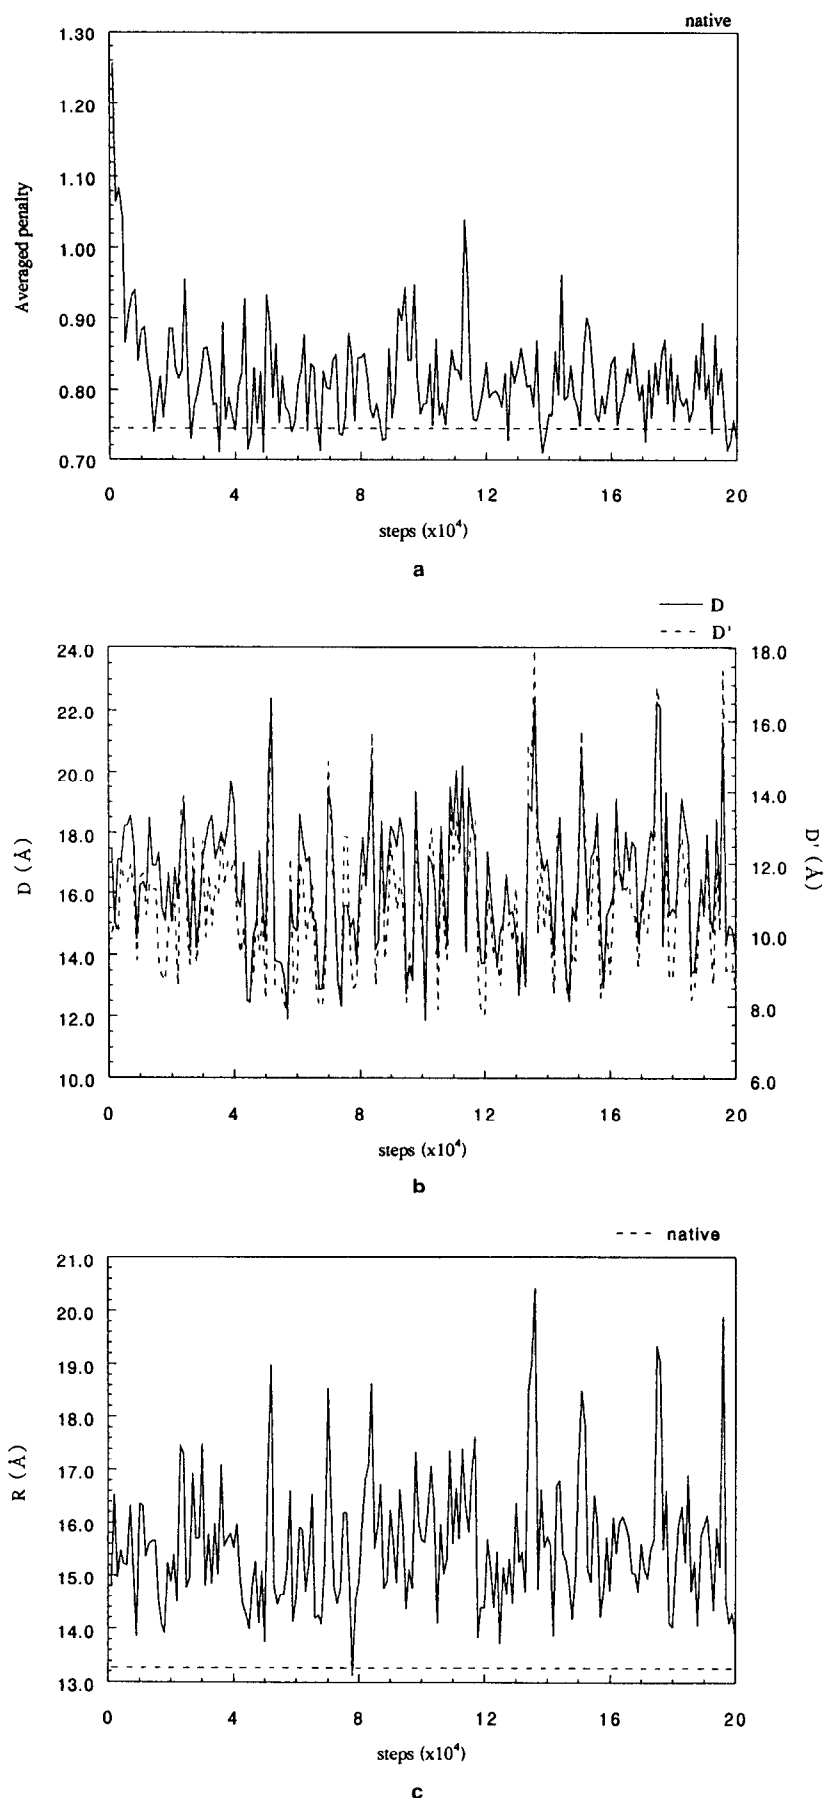 native
1.30
1.20
1.10
1.00
0.90
0.80
0.70
Averaged penalty
0 4 8 12 16 20
steps (x10⁴)
a
D
D'
24.0
22.0
20.0
18.0
16.0
14.0
12.0
10.0
D (Å)
18.0
16.0
14.0
12.0
10.0
8.0
6.0
D' (Å)
0 4 8 12 16 20
steps (x10⁴)
b
native
21.0
20.0
19.0
18.0
17.0
16.0
15.0
14.0
13.0
R (Å)
0 4 8 12 16 20
steps (x10⁴)
c